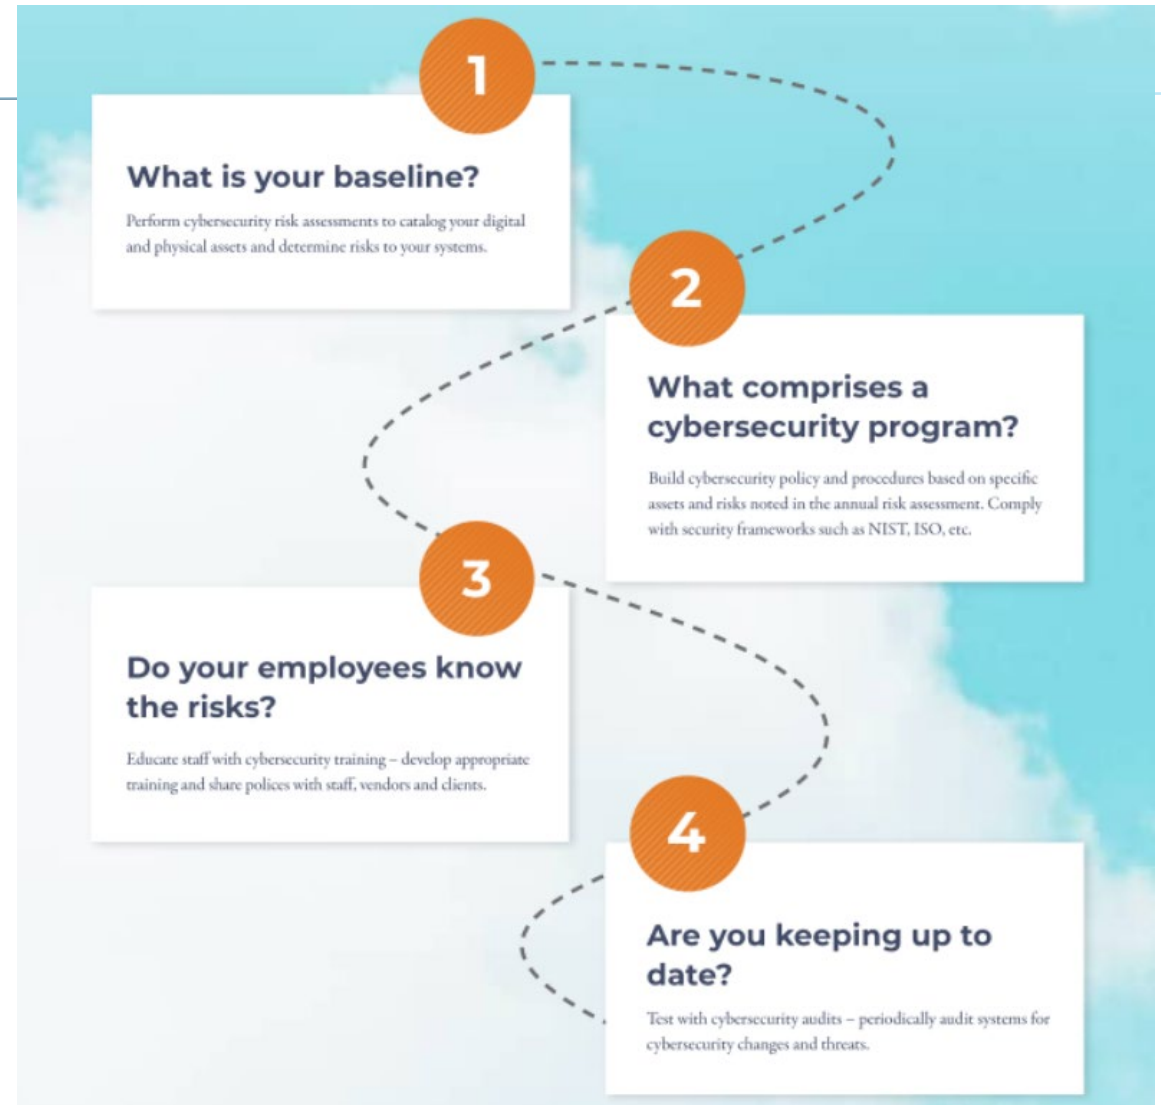 1
What is your baseline?
Perform cybersecurity risk assessments to catalog your digital
and physical assets and determine risks to your systems.
2
What comprises a
cybersecurity program?
Build cybersecurity policy and procedures based on specific
assets and risks noted in the annual risk assessment. Comply
with security frameworks such as NIST, ISO, etc.
3
Do your employees know
the risks?
Educate staff with cybersecurity training – develop appropriate
training and share polices with staff, vendors and clients.
4
Are you keeping up to
date?
Test with cybersecurity audits – periodically audit systems for
cybersecurity changes and threats.